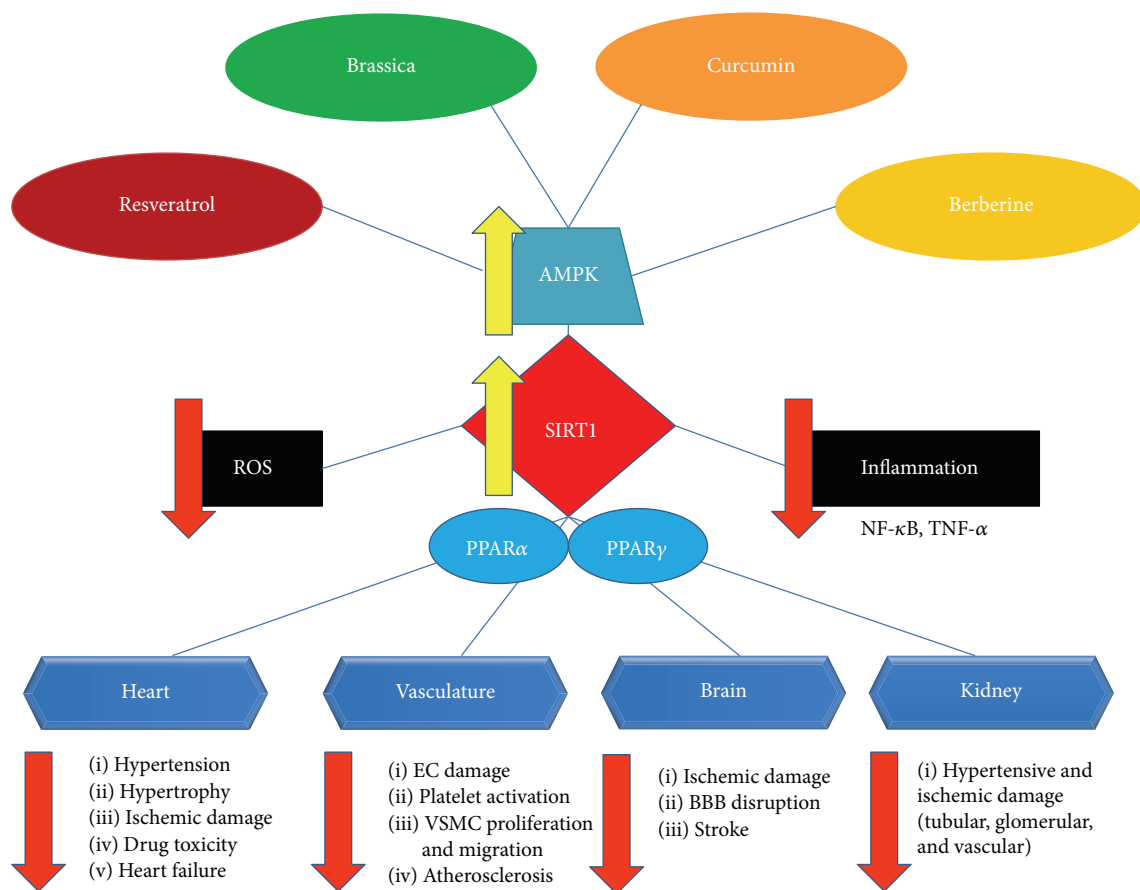 Brassica
Curcumin
Resveratrol
Berberine
AMPK
SIRT1
ROS
Inflammation
NF-κB, TNF-α
PPARα
PPARγ
Heart
Vasculature
Brain
Kidney
(i) Hypertension
(ii) Hypertrophy
(iii) Ischemic damage
(iv) Drug toxicity
(v) Heart failure
(i) EC damage
(ii) Platelet activation
(iii) VSMC proliferation
and migration
(iv) Atherosclerosis
(i) Ischemic damage
(ii) BBB disruption
(iii) Stroke
(i) Hypertensive and
ischemic damage
(tubular, glomerular,
and vascular)